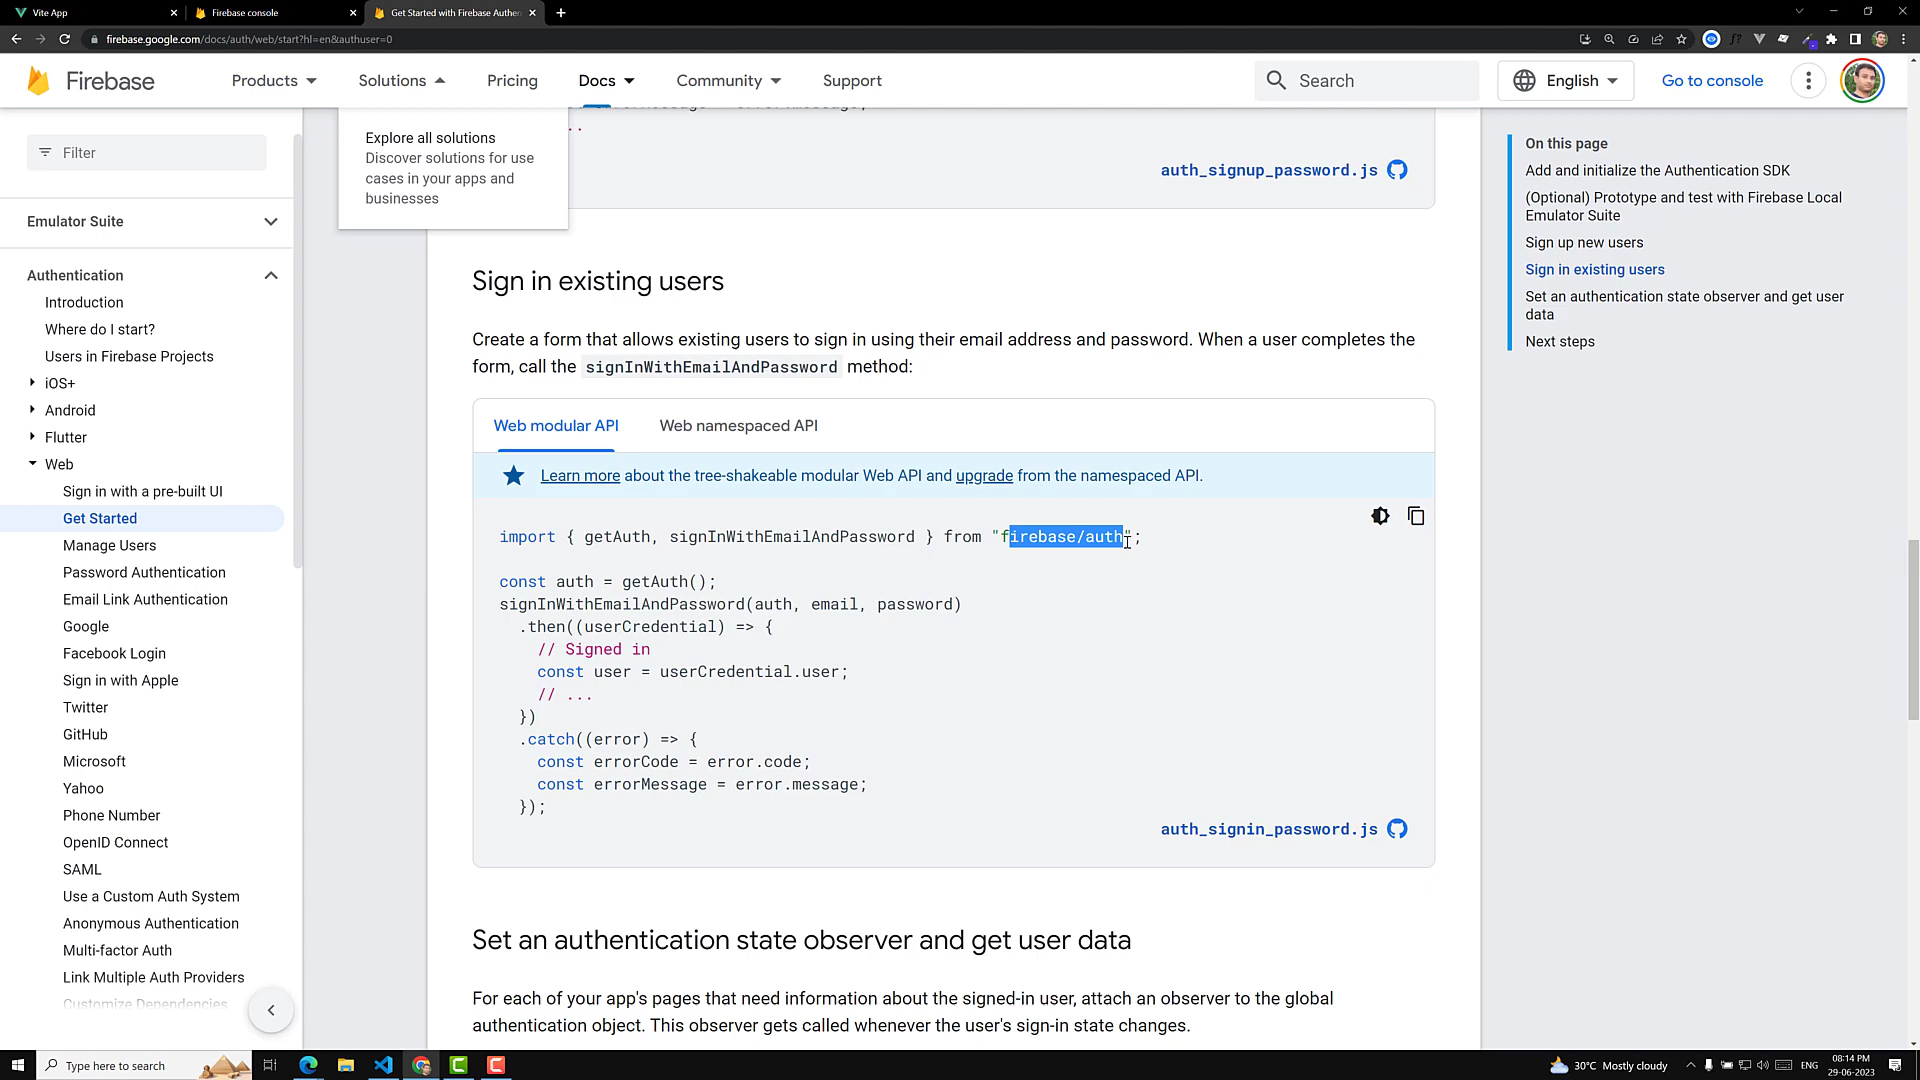 Vite App
Firebase console
Get Started with Firebase Authen
firebase.google.com/docs/auth/web/start?hl=en&authuser=0
Firebase
Products
Solutions
Pricing
Docs
Community
Support
Search
English
Go to console
Explore all solutions
Discover solutions for use
cases in your apps and
businesses
Filter
Emulator Suite
Authentication
Introduction
Where do I start?
Users in Firebase Projects
iOS+
Android
Flutter
Web
Sign in with a pre-built UI
Get Started
Manage Users
Password Authentication
Email Link Authentication
Google
Facebook Login
Sign in with Apple
Twitter
GitHub
Microsoft
Yahoo
Phone Number
OpenID Connect
SAML
Use a Custom Auth System
Anonymous Authentication
Multi-factor Auth
Link Multiple Auth Providers
Customize Dependencies
auth_signup_password.js
Sign in existing users
Create a form that allows existing users to sign in using their email address and password. When a user completes the
form, call the signInWithEmailAndPassword method:
Web modular API
Web namespaced API
Learn more about the tree-shakeable modular Web API and upgrade from the namespaced API.
import { getAuth, signInWithEmailAndPassword } from "firebase/auth";
const auth = getAuth();
signInWithEmailAndPassword(auth, email, password)
.then((userCredential) => {
// Signed in
const user = userCredential.user;
// ...
})
.catch((error) => {
const errorCode = error.code;
const errorMessage = error.message;
});
auth_signin_password.js
Set an authentication state observer and get user data
For each of your app's pages that need information about the signed-in user, attach an observer to the global
authentication object. This observer gets called whenever the user's sign-in state changes.
On this page
Add and initialize the Authentication SDK
(Optional) Prototype and test with Firebase Local
Emulator Suite
Sign up new users
Sign in existing users
Set an authentication state observer and get user
data
Next steps
Type here to search
30°C Mostly cloudy
ENG
08:14 PM
29-06-2023